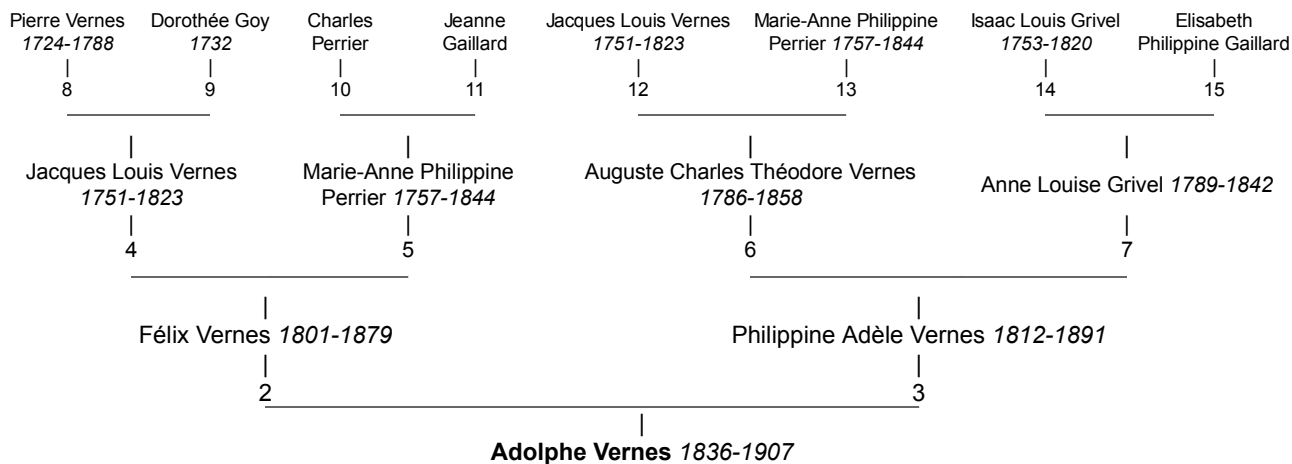 Pierre Vernes Dorothée Goy Charles Jeanne Jacques Louis Vernes Marie-Anne Philippine Isaac Louis Grivel Elisabeth
1724-1788 1732 Perrier Gaillard 1751-1823 Perrier 1757-1844 1753-1820 Philippine Gaillard
8 9 10 11 12 13 14 15
Jacques Louis Vernes Marie-Anne Philippine Auguste Charles Théodore Vernes Anne Louise Grivel 1789-1842
1751-1823 Perrier 1757-1844 1786-1858
4 5 6 7
Félix Vernes 1801-1879 Philippine Adèle Vernes 1812-1891
2 3
Adolphe Vernes 1836-1907